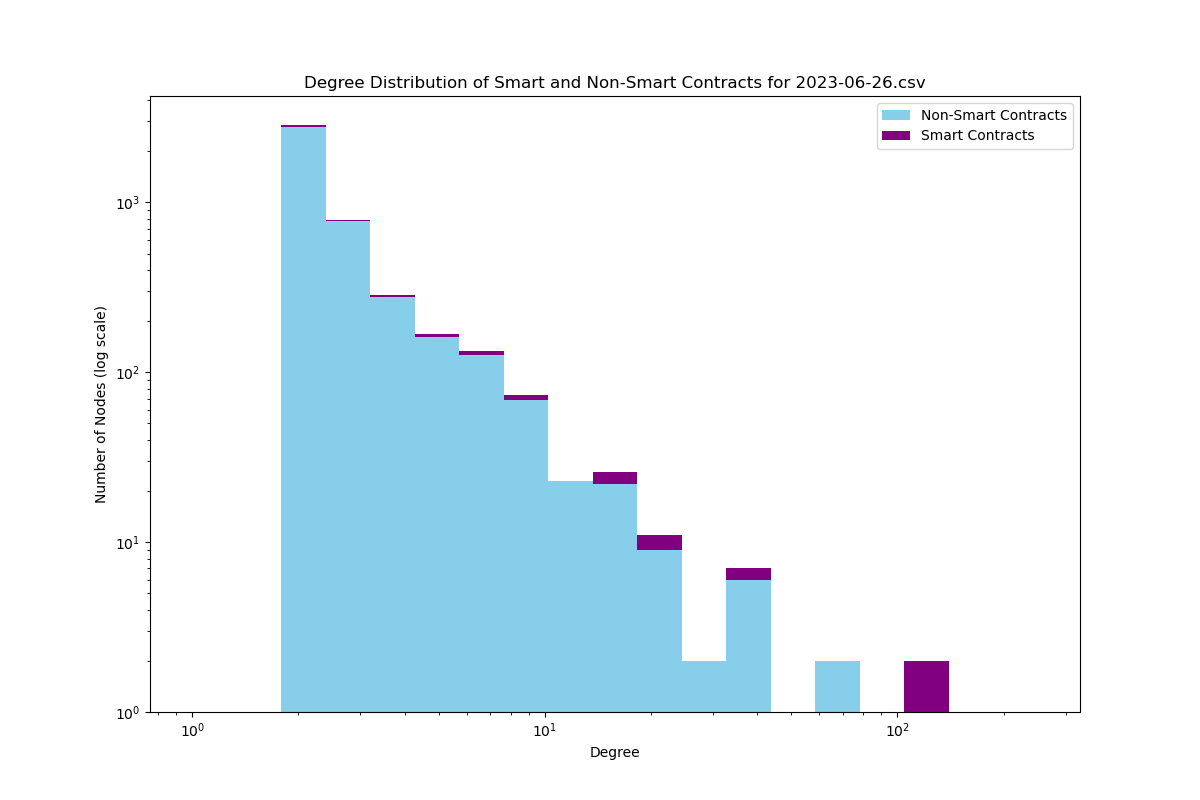 Degree Distribution of Smart and Non-Smart Contracts for 2023-06-26.csv
Non-Smart Contracts
Smart Contracts
Number of Nodes (log scale)
10³
10²
10¹
10⁰
10⁰ 10¹ 10²
Degree